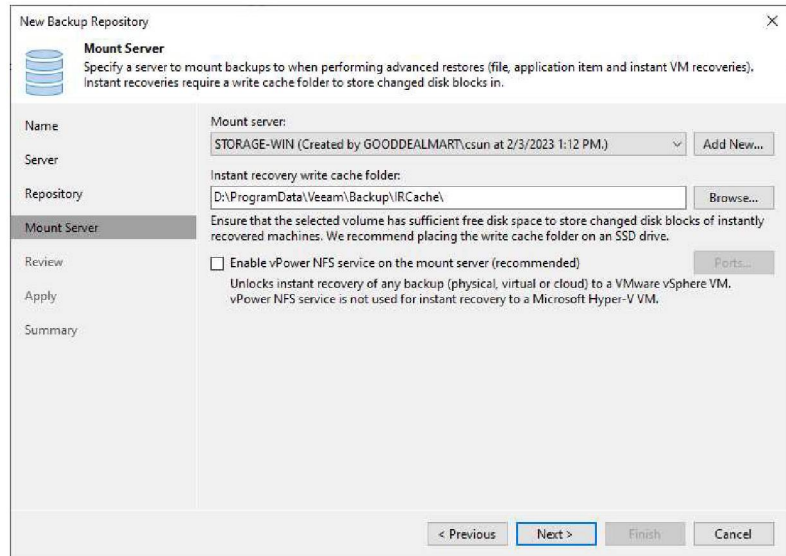 New Backup Repository
Mount Server
Specify a server to mount backups to when performing advanced restores (file, application item and instant VM recoveries).
Instant recoveries require a write cache folder to store changed disk blocks in.
Name
Server
Repository
Mount Server
Review
Apply
Summary
Mount server:
STORAGE-WIN (Created by GOODDEALMART\csun at 2/3/2023 1:12 PM.)
Add New...
Instant recovery write cache folder:
D:\ProgramData\Veeam\Backup\IRCache\
Browse...
Ensure that the selected volume has sufficient free disk space to store changed disk blocks of instantly
recovered machines. We recommend placing the write cache folder on an SSD drive.
Enable vPower NFS service on the mount server (recommended)
Ports...
Unlocks instant recovery of any backup (physical, virtual or cloud) to a VMware vSphere VM.
vPower NFS service is not used for instant recovery to a Microsoft Hyper-V VM.
< Previous
Next >
Finish
Cancel